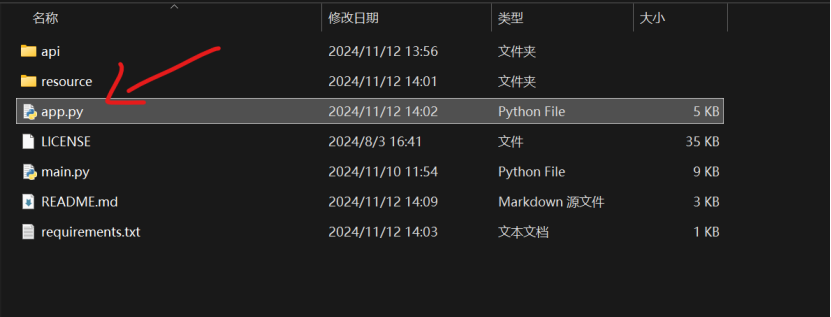 名称 修改日期 类型 大小
api 2024/11/12 13:56 文件夹
resource 2024/11/12 14:01 文件夹
app.py 2024/11/12 14:02 Python File 5 KB
LICENSE 2024/8/3 16:41 文件 35 KB
main.py 2024/11/10 11:54 Python File 9 KB
README.md 2024/11/12 14:09 Markdown 源文件 3 KB
requirements.txt 2024/11/12 14:03 文本文档 1 KB